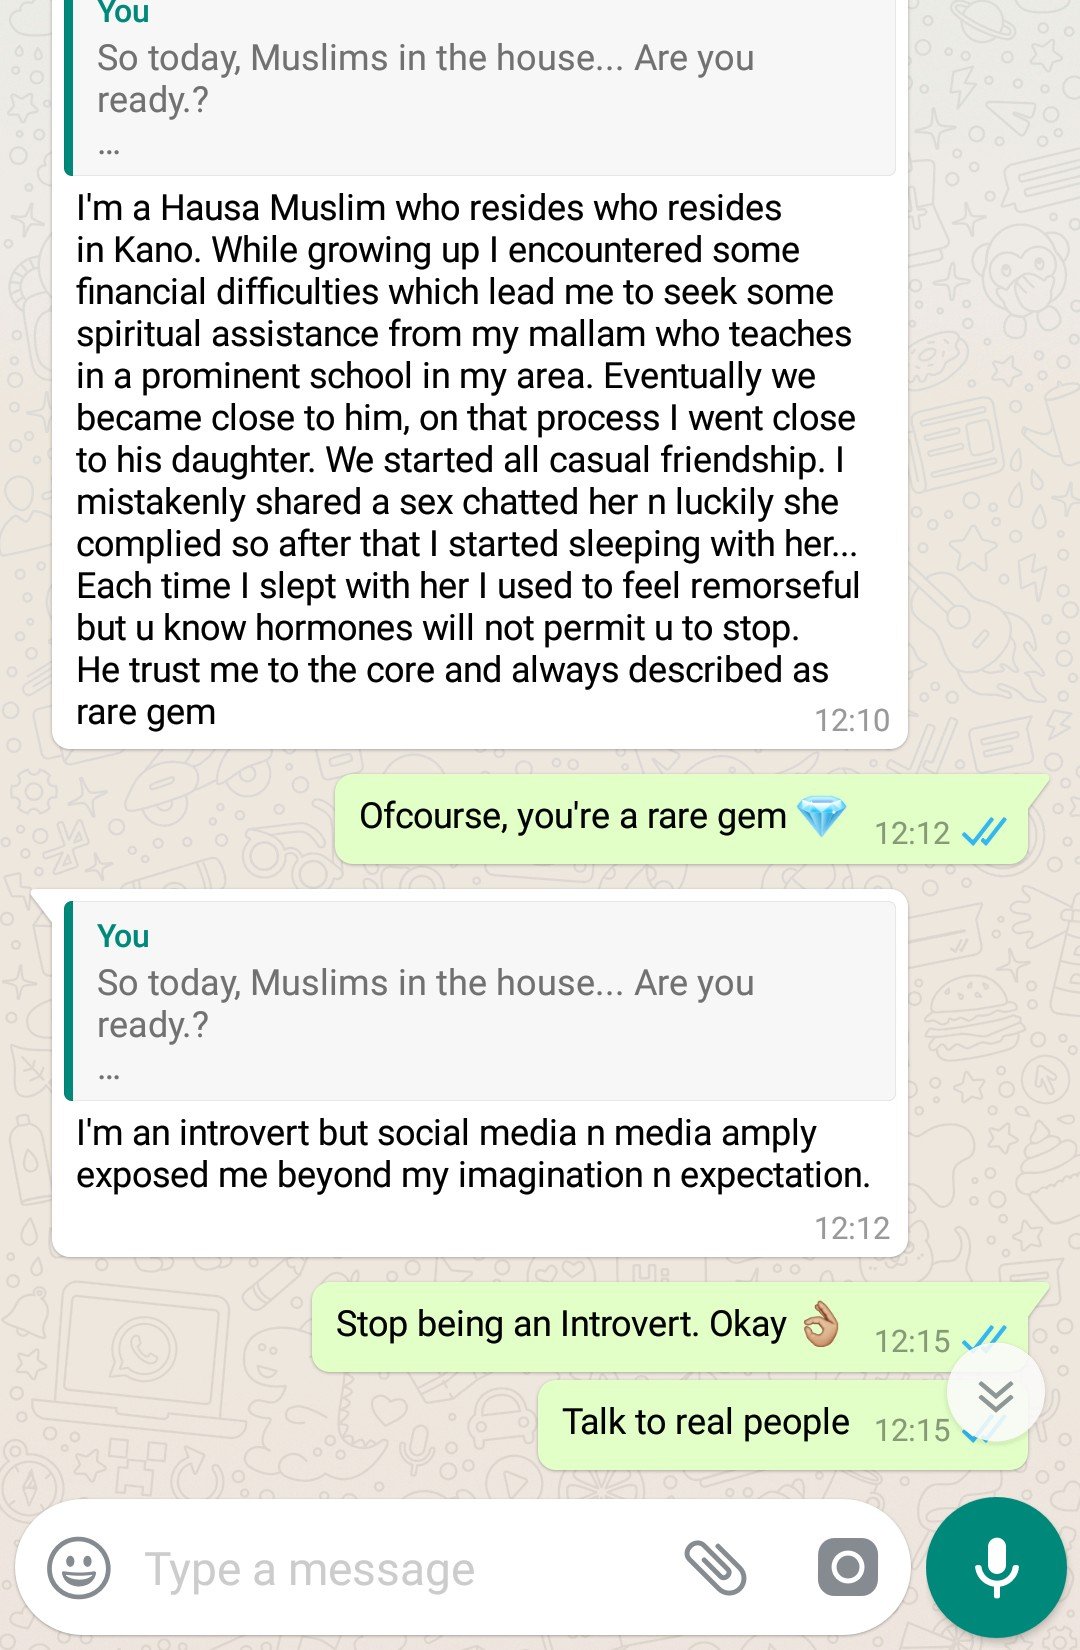 You
So today, Muslims in the house... Are you
ready.?
...
I'm a Hausa Muslim who resides who resides
in Kano. While growing up I encountered some
financial difficulties which lead me to seek some
spiritual assistance from my mallam who teaches
in a prominent school in my area. Eventually we
became close to him, on that process I went close
to his daughter. We started all casual friendship. I
mistakenly shared a sex chatted her n luckily she
complied so after that I started sleeping with her...
Each time I slept with her I used to feel remorseful
but u know hormones will not permit u to stop.
He trust me to the core and always described as
rare gem
12:10
Ofcourse, you're a rare gem 💎 12:12
You
So today, Muslims in the house... Are you
ready.?
...
I'm an introvert but social media n media amply
exposed me beyond my imagination n expectation.
12:12
Stop being an Introvert. Okay 👌🏽 12:15
Talk to real people 12:15
Type a message